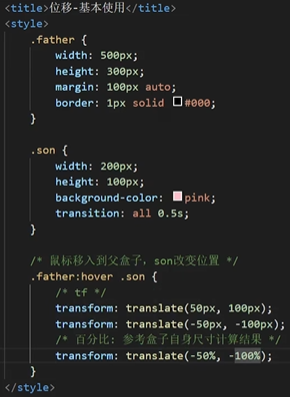 <title>位移-基本使用</title>
<style>
.father {
width: 500px;
height: 300px;
margin: 100px auto;
border: 1px solid #000;
}
.son {
width: 200px;
height: 100px;
background-color: pink;
transition: all 0.5s;
}
/* 鼠标移入到父盒子，son改变位置 */
.father:hover .son {
/* tf */
transform: translate(50px, 100px);
transform: translate(-50px, -100px);
/* 百分比: 参考盒子自身尺寸计算结果 */
transform: translate(-50%, -100%);
}
</style>